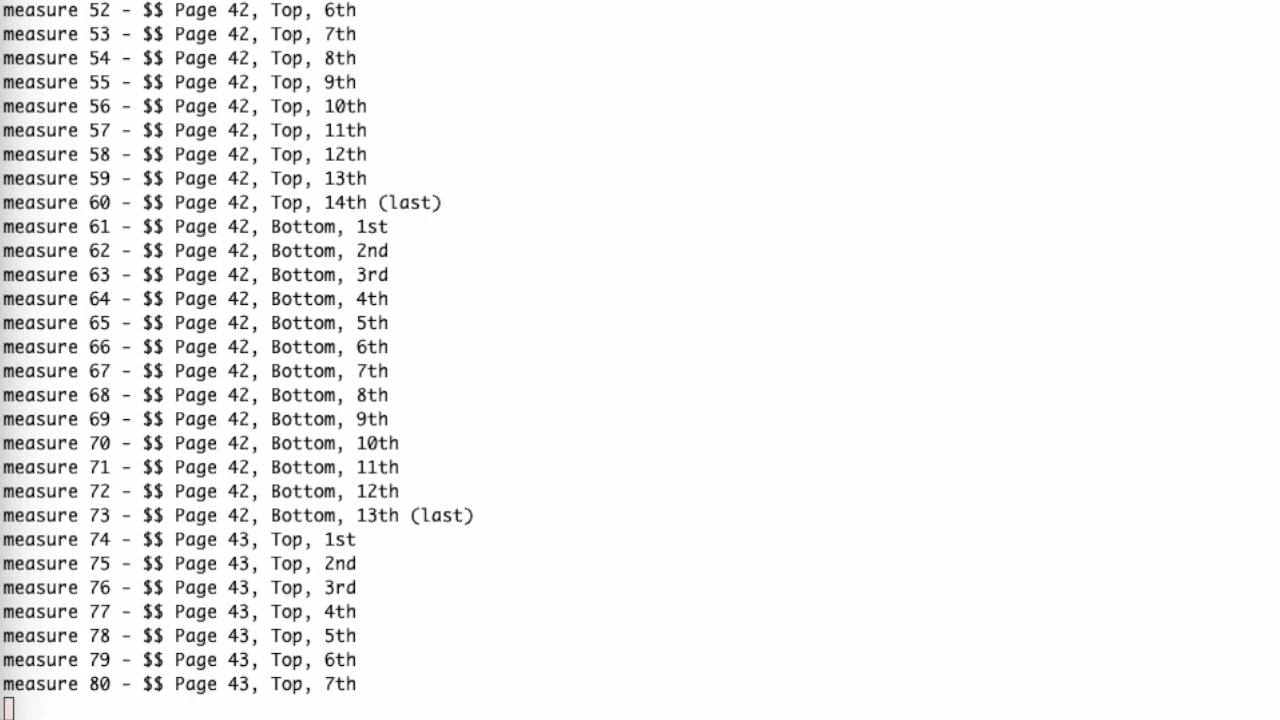 measure 52 - $$ Page 42, Top, 6th
measure 53 - $$ Page 42, Top, 7th
measure 54 - $$ Page 42, Top, 8th
measure 55 - $$ Page 42, Top, 9th
measure 56 - $$ Page 42, Top, 10th
measure 57 - $$ Page 42, Top, 11th
measure 58 - $$ Page 42, Top, 12th
measure 59 - $$ Page 42, Top, 13th
measure 60 - $$ Page 42, Top, 14th (last)
measure 61 - $$ Page 42, Bottom, 1st
measure 62 - $$ Page 42, Bottom, 2nd
measure 63 - $$ Page 42, Bottom, 3rd
measure 64 - $$ Page 42, Bottom, 4th
measure 65 - $$ Page 42, Bottom, 5th
measure 66 - $$ Page 42, Bottom, 6th
measure 67 - $$ Page 42, Bottom, 7th
measure 68 - $$ Page 42, Bottom, 8th
measure 69 - $$ Page 42, Bottom, 9th
measure 70 - $$ Page 42, Bottom, 10th
measure 71 - $$ Page 42, Bottom, 11th
measure 72 - $$ Page 42, Bottom, 12th
measure 73 - $$ Page 42, Bottom, 13th (last)
measure 74 - $$ Page 43, Top, 1st
measure 75 - $$ Page 43, Top, 2nd
measure 76 - $$ Page 43, Top, 3rd
measure 77 - $$ Page 43, Top, 4th
measure 78 - $$ Page 43, Top, 5th
measure 79 - $$ Page 43, Top, 6th
measure 80 - $$ Page 43, Top, 7th